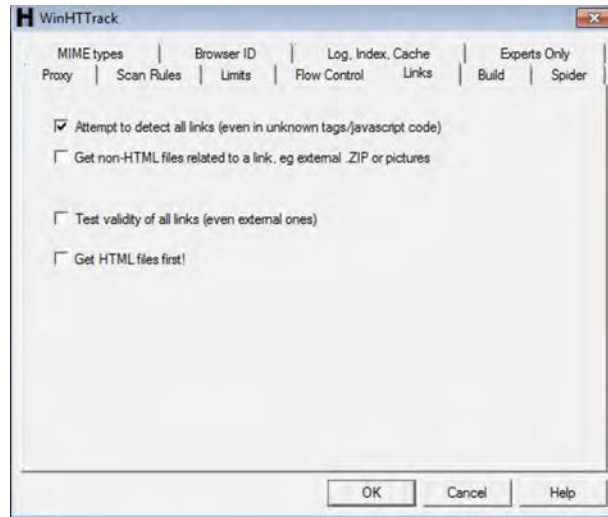 H WinHTTrack
MIME types | Browser ID | Log, Index, Cache | Experts Only
Proxy | Scan Rules | Limits | Flow Control Links | Build | Spider
Attempt to detect all links (even in unknown tags/javascript code)
Get non-HTML files related to a link, eg external .ZIP or pictures
Test validity of all links (even external ones)
Get HTML files first!
OK Cancel Help